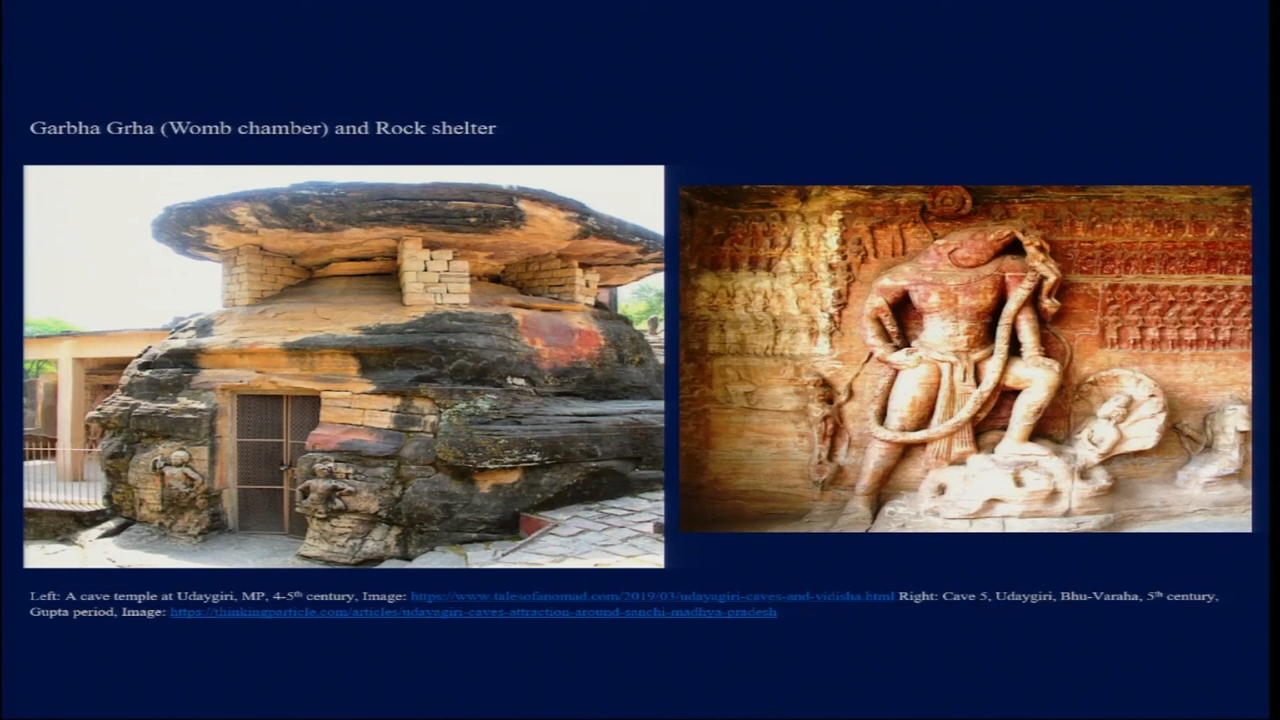 Garbha Grha (Womb chamber) and Rock shelter
Left: A cave temple at Udaygiri, MP, 4-5th century, Image: https://www.talesofanomad.com/2019/03/udayagiri-caves-and-vidisha.html Right: Cave 5, Udaygiri, Bhu-Varaha, 5th century,
Gupta period, Image: https://thinkingparticle.com/articles/udayagiri-caves-attraction-around-sanchi-madhya-pradesh